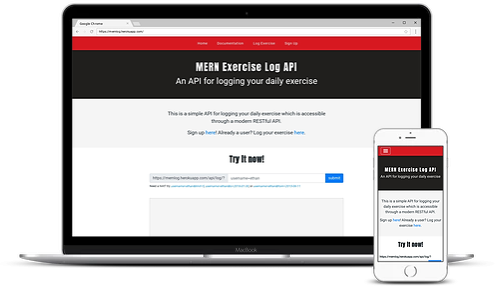 Google Chrome
https://mernlog.herokuapp.com/
Home Documentation Log Exercise Sign Up
MERN Exercise Log API
An API for logging your daily exercise
This is a simple API for logging your daily exercise which is accessible
through a modern RESTful API.
Sign up here! Already a user? Log your exercise here!
Try it now!
https://mernlog.herokuapp.com/api/log/? username=ethan submit
MacBook
MERN Exercise Log API
An API for logging your daily exercise
This is a simple API for logging your
daily exercise which is accessible
through a modern RESTful API.
Sign up here! Already a user? Log your
exercise here.
Try it now!
https://mernlog.herokuapp.com/api/log/?